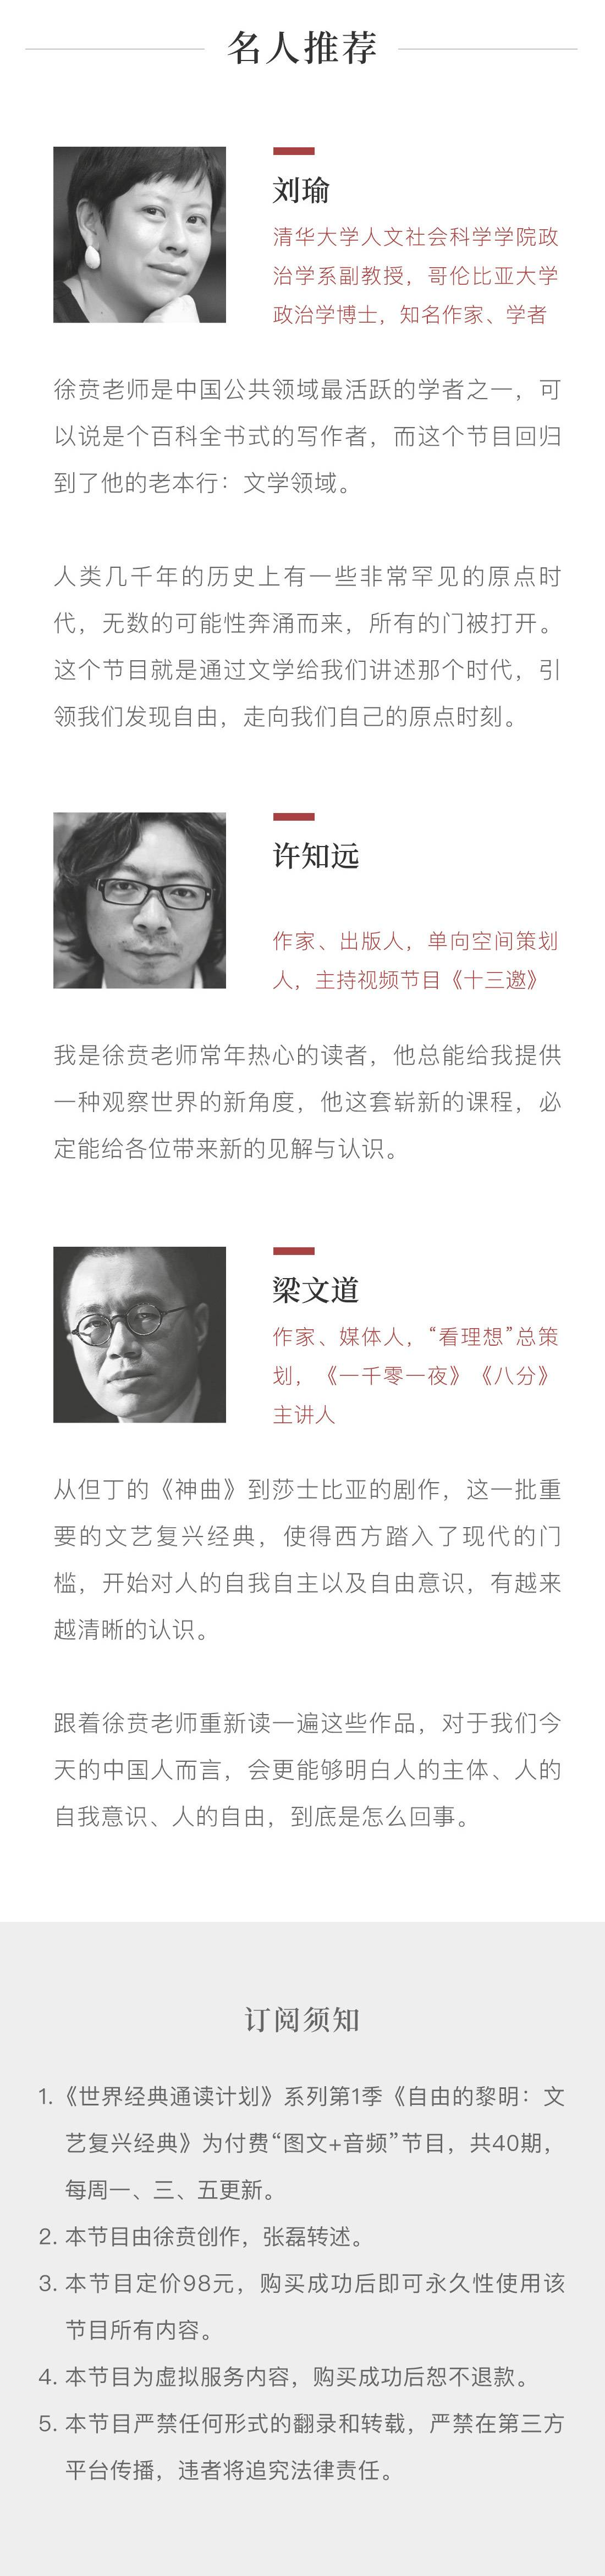 名人推荐
刘瑜
清华大学人文社会科学学院政
治学系副教授，哥伦比亚大学
政治学博士，知名作家、学者
徐贲老师是中国公共领域最活跃的学者之一，可
以说是个百科全书式的写作者，而这个节目回归
到了他的老本行：文学领域。
人类几千年的历史上有一些非常罕见的原点时
代，无数的可能性奔涌而来，所有的门被打开。
这个节目就是通过文学给我们讲述那个时代，引
领我们发现自由，走向我们自己的原点时刻。
许知远
作家、出版人，单向空间策划
人，主持视频节目《十三邀》
我是徐贲老师常年热心的读者，他总能给我提供
一种观察世界的新角度，他这套崭新的课程，必
定能给各位带来新的见解与认识。
梁文道
作家、媒体人，“看理想”总策
划，《一千零一夜》《八分》
主讲人
从但丁的《神曲》到莎士比亚的剧作，这一批重
要的文艺复兴经典，使得西方踏入了现代的门
槛，开始对人的自我自主以及自由意识，有越来
越清晰的认识。
跟着徐贲老师重新读一遍这些作品，对于我们今
天的中国人而言，会更能够明白人的主体、人的
自我意识、人的自由，到底是怎么回事。
订阅须知
1.《世界经典通读计划》系列第1季《自由的黎明：文
艺复兴经典》为付费“图文+音频”节目，共40期，
每周一、三、五更新。
2. 本节目由徐贲创作，张磊转述。
3. 本节目定价98元，购买成功后即可永久性使用该
节目所有内容。
4. 本节目为虚拟服务内容，购买成功后恕不退款。
5. 本节目严禁任何形式的翻录和转载，严禁在第三方
平台传播，违者将追究法律责任。